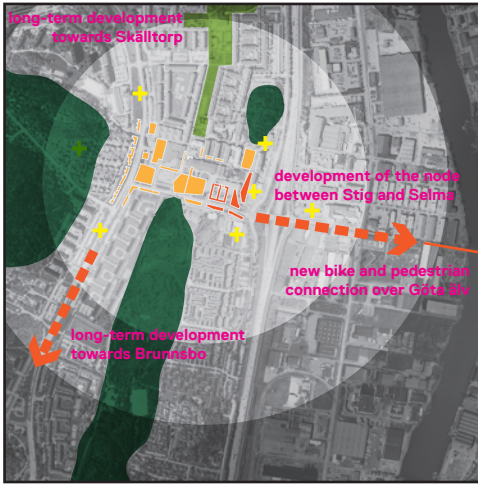 long-term development
towards Skälltorp
development of the node
between Stig and Selma
new bike and pedestrian
connection over Göta älv
long-term development
towards Brunnsbo